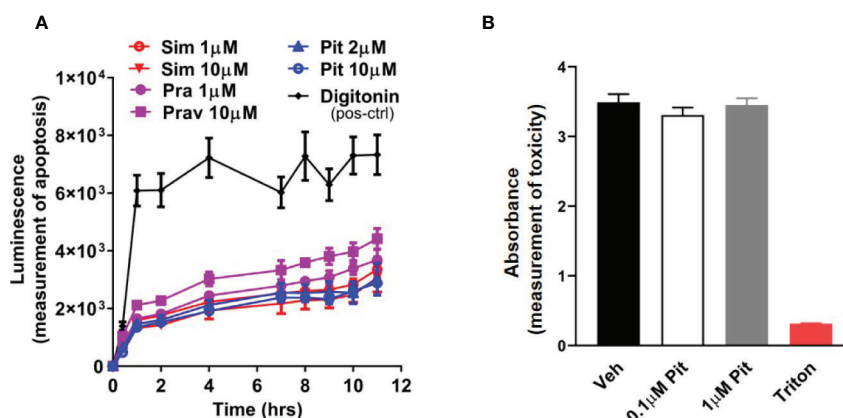 A
Sim 1μM
Sim 10μM
Pra 1μM
Prav 10μM
Pit 2μM
Pit 10μM
Digitonin
(pos-ctrl)
Luminescence
(measurement of apoptosis)
1×10⁴
8×10³
6×10³
4×10³
2×10³
0
0 2 4 6 8 10 12
Time (hrs)
B
Absorbance
(measurement of toxicity)
4
3
2
1
0
Veh
0.1μM Pit
1μM Pit
Triton